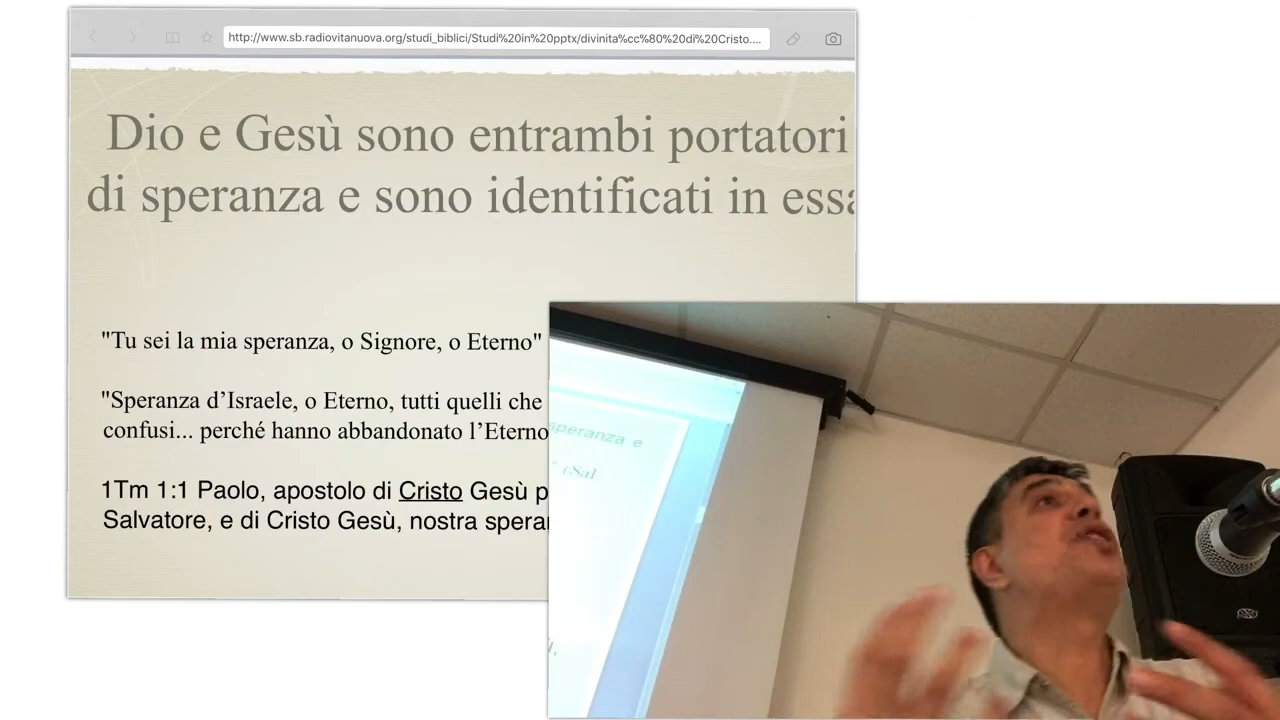 http://www.sb.radiovitanuova.org/studi_biblici/Studi%20in%20pptx/divinita%cc%80%20di%20Cristo....
Dio e Gesù sono entrambi portatori
di speranza e sono identificati in essa
"Tu sei la mia speranza, o Signore, o Eterno"
"Speranza d’Israele, o Eterno, tutti quelli che
confusi... perché hanno abbandonato l’Eterno
1Tm 1:1 Paolo, apostolo di Cristo Gesù p
Salvatore, e di Cristo Gesù, nostra speran
speranza e
" (Sal